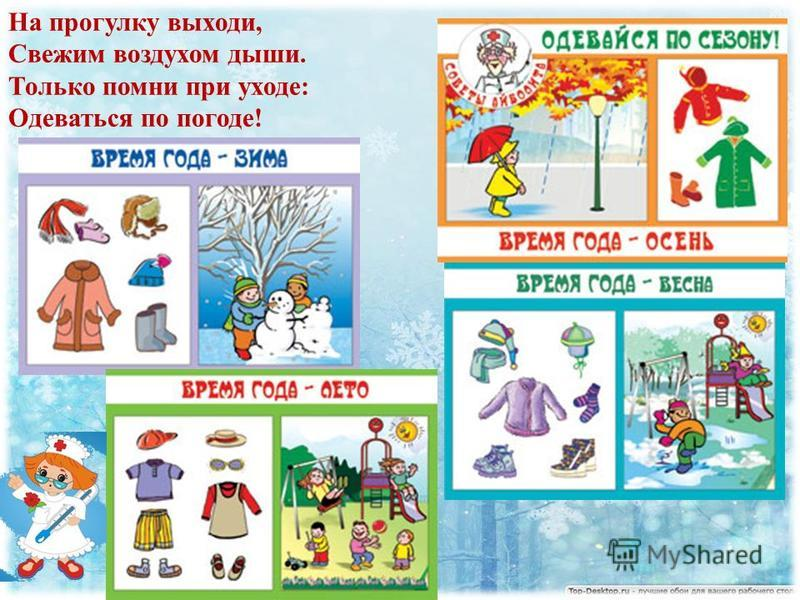 На прогулку выходи,
Свежим воздухом дыши.
Только помни при уходе:
Одеваться по погоде!
ОДЕВАЙСЯ ПО СЕЗОНУ!
СОВЕТЫ АЙБОЛИТА
ВРЕМЯ ГОДА - ОСЕНЬ
ВРЕМЯ ГОДА - ЗИМА
ВРЕМЯ ГОДА - ВЕСНА
ВРЕМЯ ГОДА - ЛЕТО
MyShared
Top-Desktop.ru - лучшие обои для вашего рабочего стол